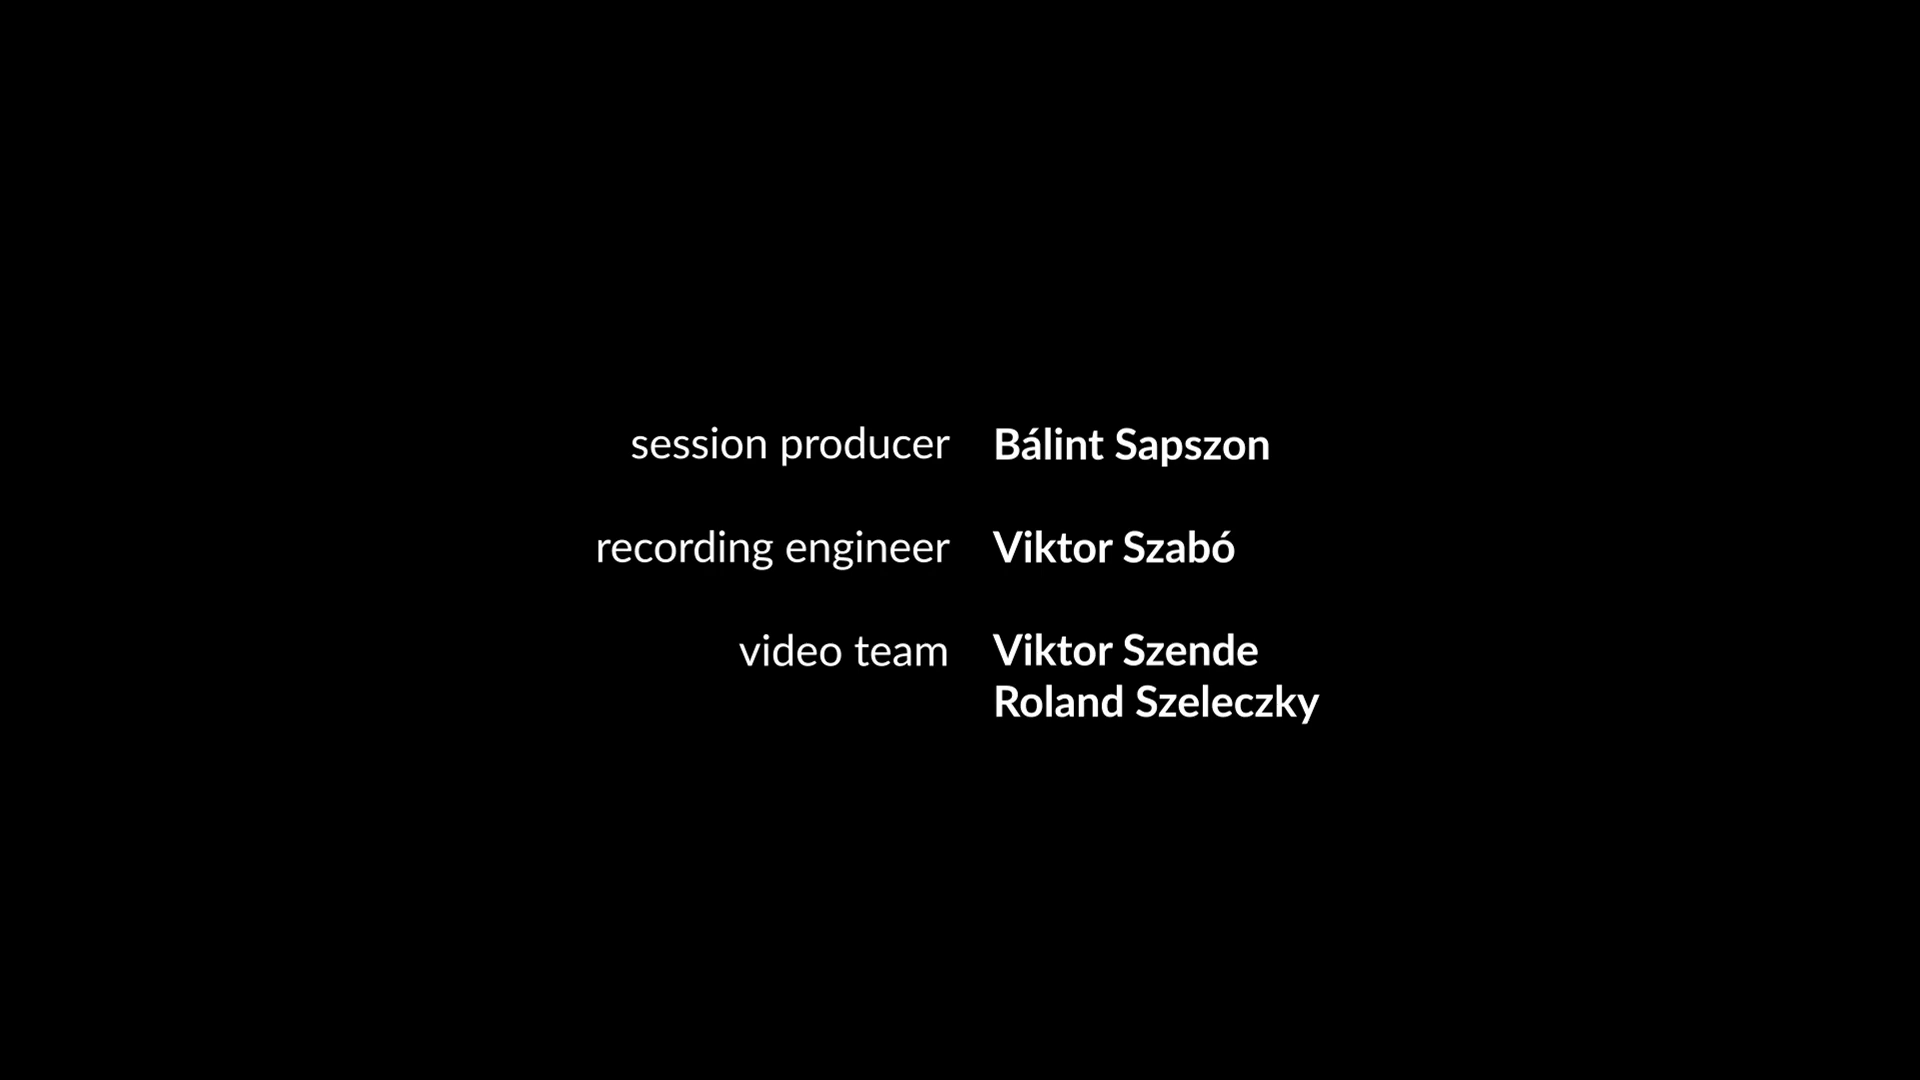 session producer Bálint Sapszon
recording engineer Viktor Szabó
video team Viktor Szende
Roland Szeleczky